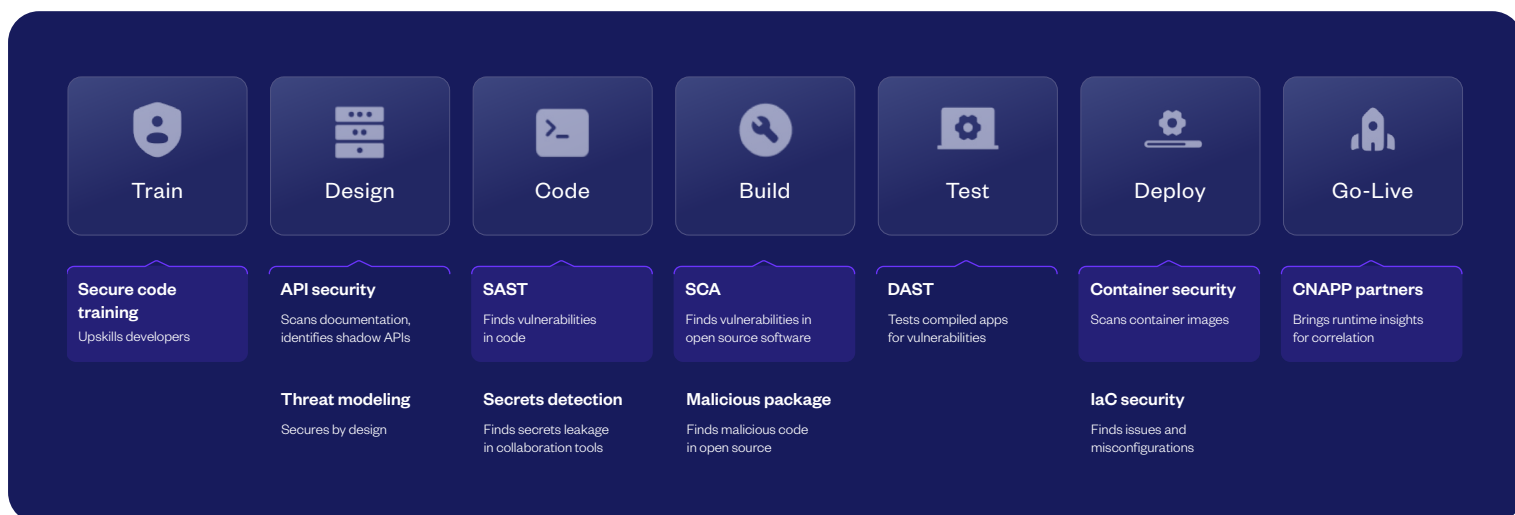 Train
Design
Code
Build
Test
Deploy
Go-Live
Secure code
training
Upskills developers
API security
Scans documentation,
identifies shadow APIs
SAST
Finds vulnerabilities
in code
SCA
Finds vulnerabilities in
open source software
DAST
Tests compiled apps
for vulnerabilities
Container security
Scans container images
CNAPP partners
Brings runtime insights
for correlation
Threat modeling
Secures by design
Secrets detection
Finds secrets leakage
in collaboration tools
Malicious package
Finds malicious code
in open source
IaC security
Finds issues and
misconfigurations